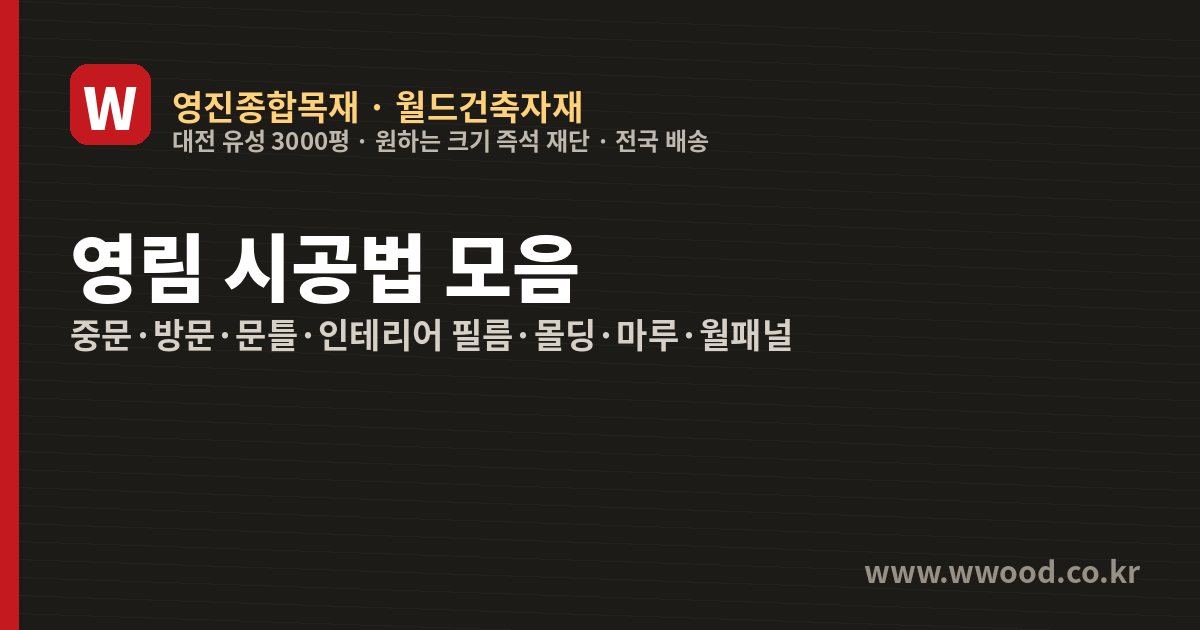 W
영진종합목재 · 월드건축자재
대전 유성 3000평 · 원하는 크기 즉석 재단 · 전국 배송
영림 시공법 모음
중문·방문·문틀·인테리어 필름·몰딩·마루·월패널
www.wwood.co.kr